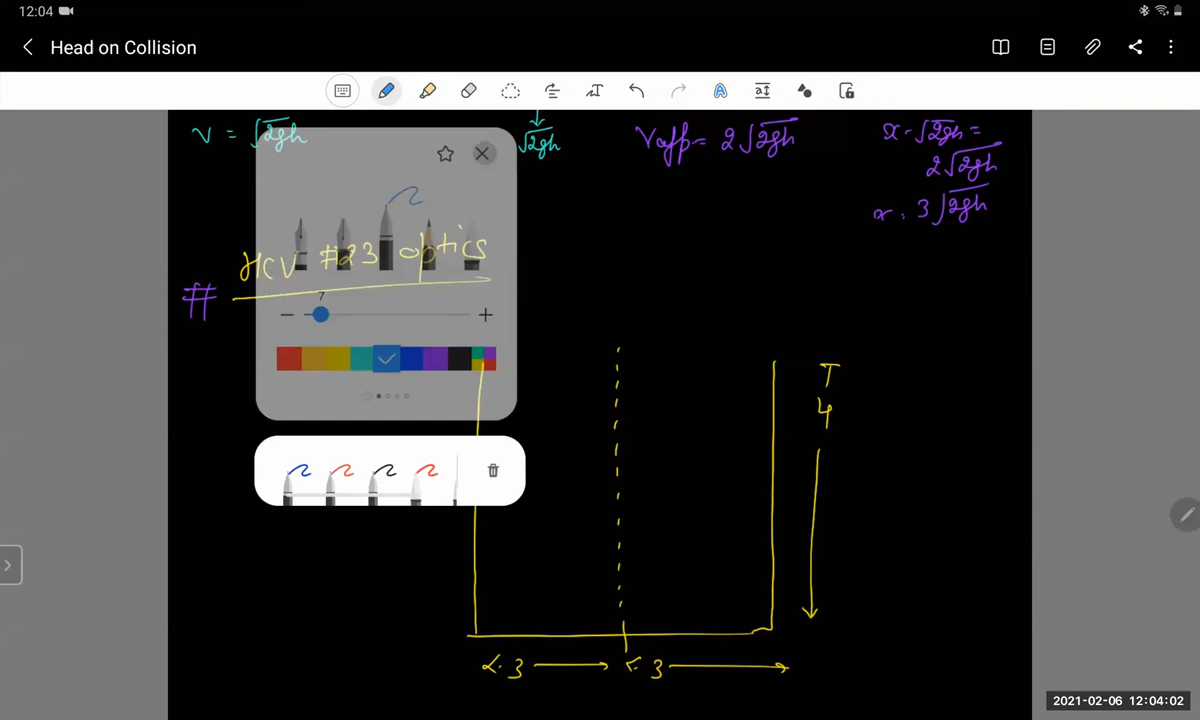 12:04
Head on Collision
v = √2gh
↓
√2gh
Vapp = 2√2gh
x - √2gh =
2√2gh
x = 3√2gh
# HCV #23 optics
7
4
3 3
2021-02-06 12:04:02